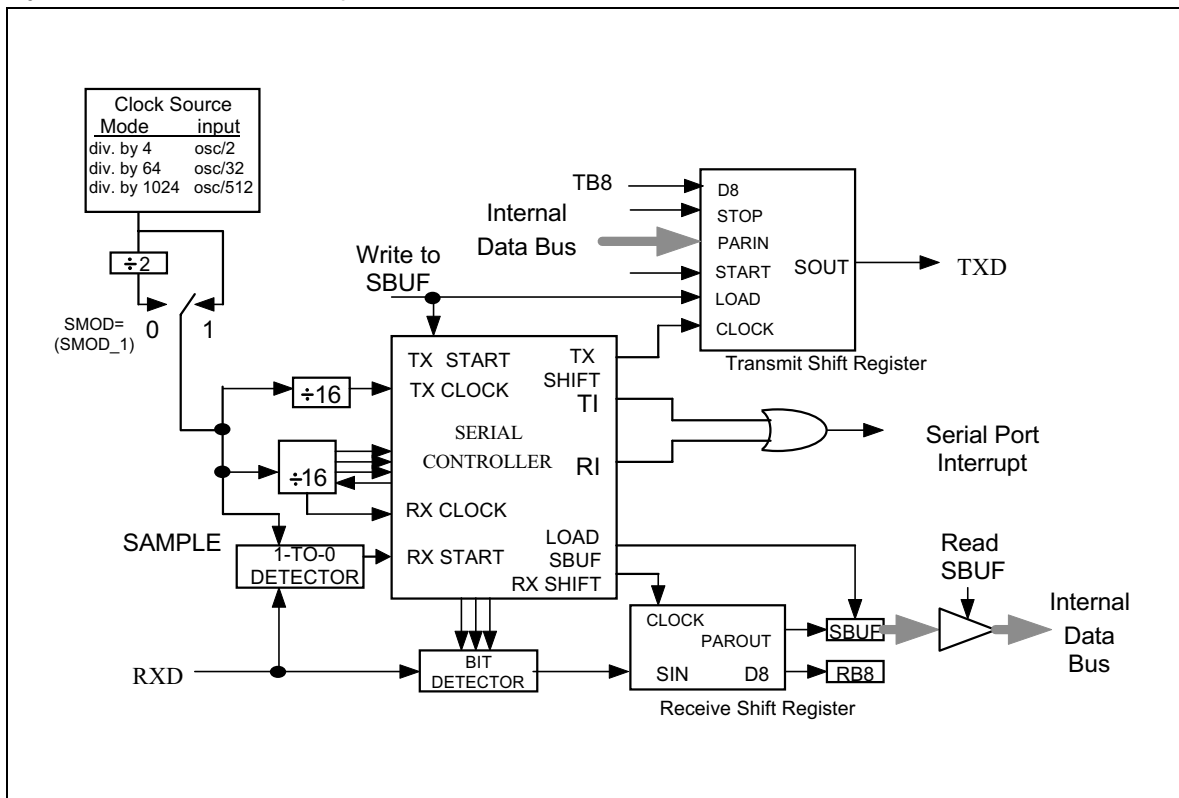 Clock Source
Mode input
div. by 4 osc/2
div. by 64 osc/32
div. by 1024 osc/512
÷2
SMOD=
(SMOD_1)
0
1
TB8
Internal
Data Bus
Write to
SBUF
D8
STOP
PARIN
START
LOAD
CLOCK
SOUT
TXD
Transmit Shift Register
TX START
TX CLOCK
SERIAL
CONTROLLER
RX CLOCK
RX START
TX
SHIFT
TI
RI
LOAD
SBUF
RX SHIFT
÷16
÷16
SAMPLE
1-TO-0
DETECTOR
Serial Port
Interrupt
RXD
BIT
DETECTOR
CLOCK
PAROUT
SIN D8
Receive Shift Register
SBUF
RB8
Read
SBUF
Internal
Data
Bus